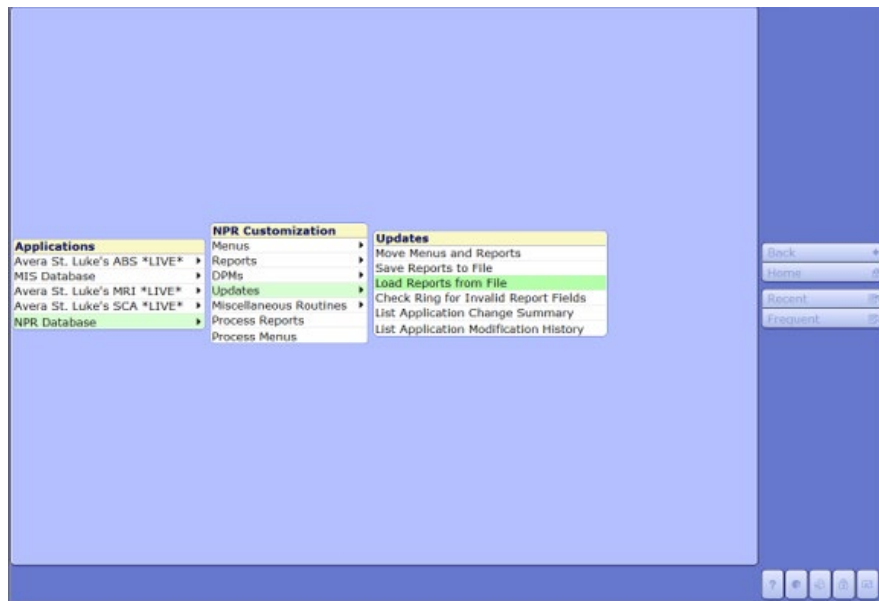 Applications
Avera St. Luke's ABS *LIVE*
MIS Database
Avera St. Luke's MRI *LIVE*
Avera St. Luke's SCA *LIVE*
NPR Database
NPR Customization
Menus
Reports
DPMs
Updates
Miscellaneous Routines
Process Reports
Process Menus
Updates
Move Menus and Reports
Save Reports to File
Load Reports from File
Check Ring for Invalid Report Fields
List Application Change Summary
List Application Modification History
Back
Home
Recent
Frequent
?